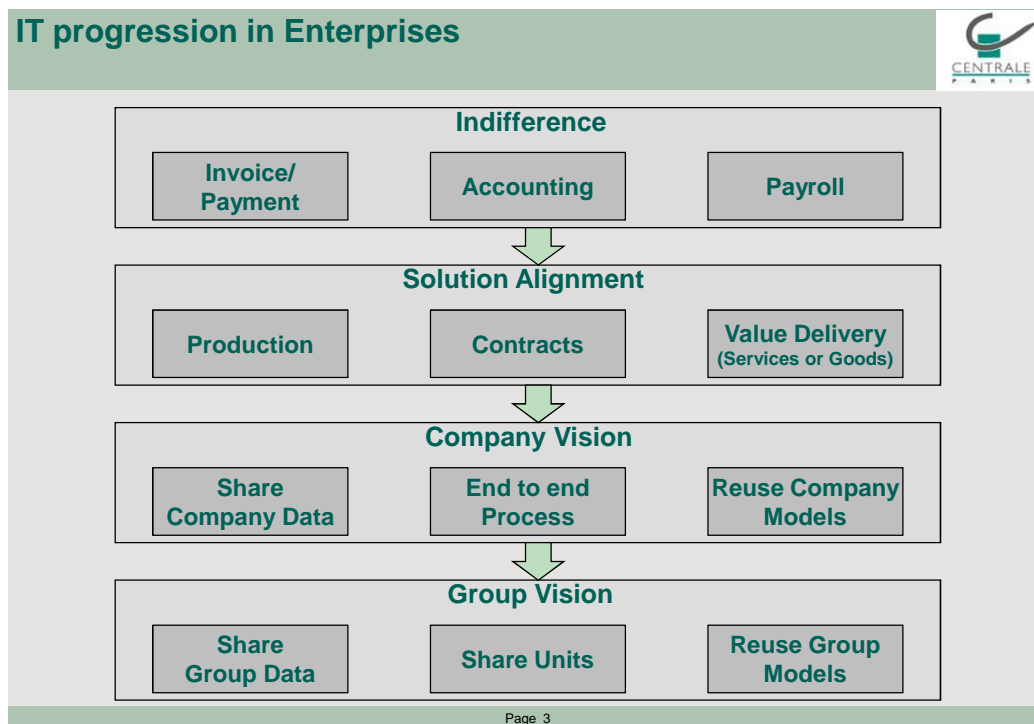 IT progression in Enterprises
CENTRALE
PARIS
Indifference
Invoice/
Payment
Accounting
Payroll
Solution Alignment
Production
Contracts
Value Delivery
(Services or Goods)
Company Vision
Share
Company Data
End to end
Process
Reuse Company
Models
Group Vision
Share
Group Data
Share Units
Reuse Group
Models
Page 3